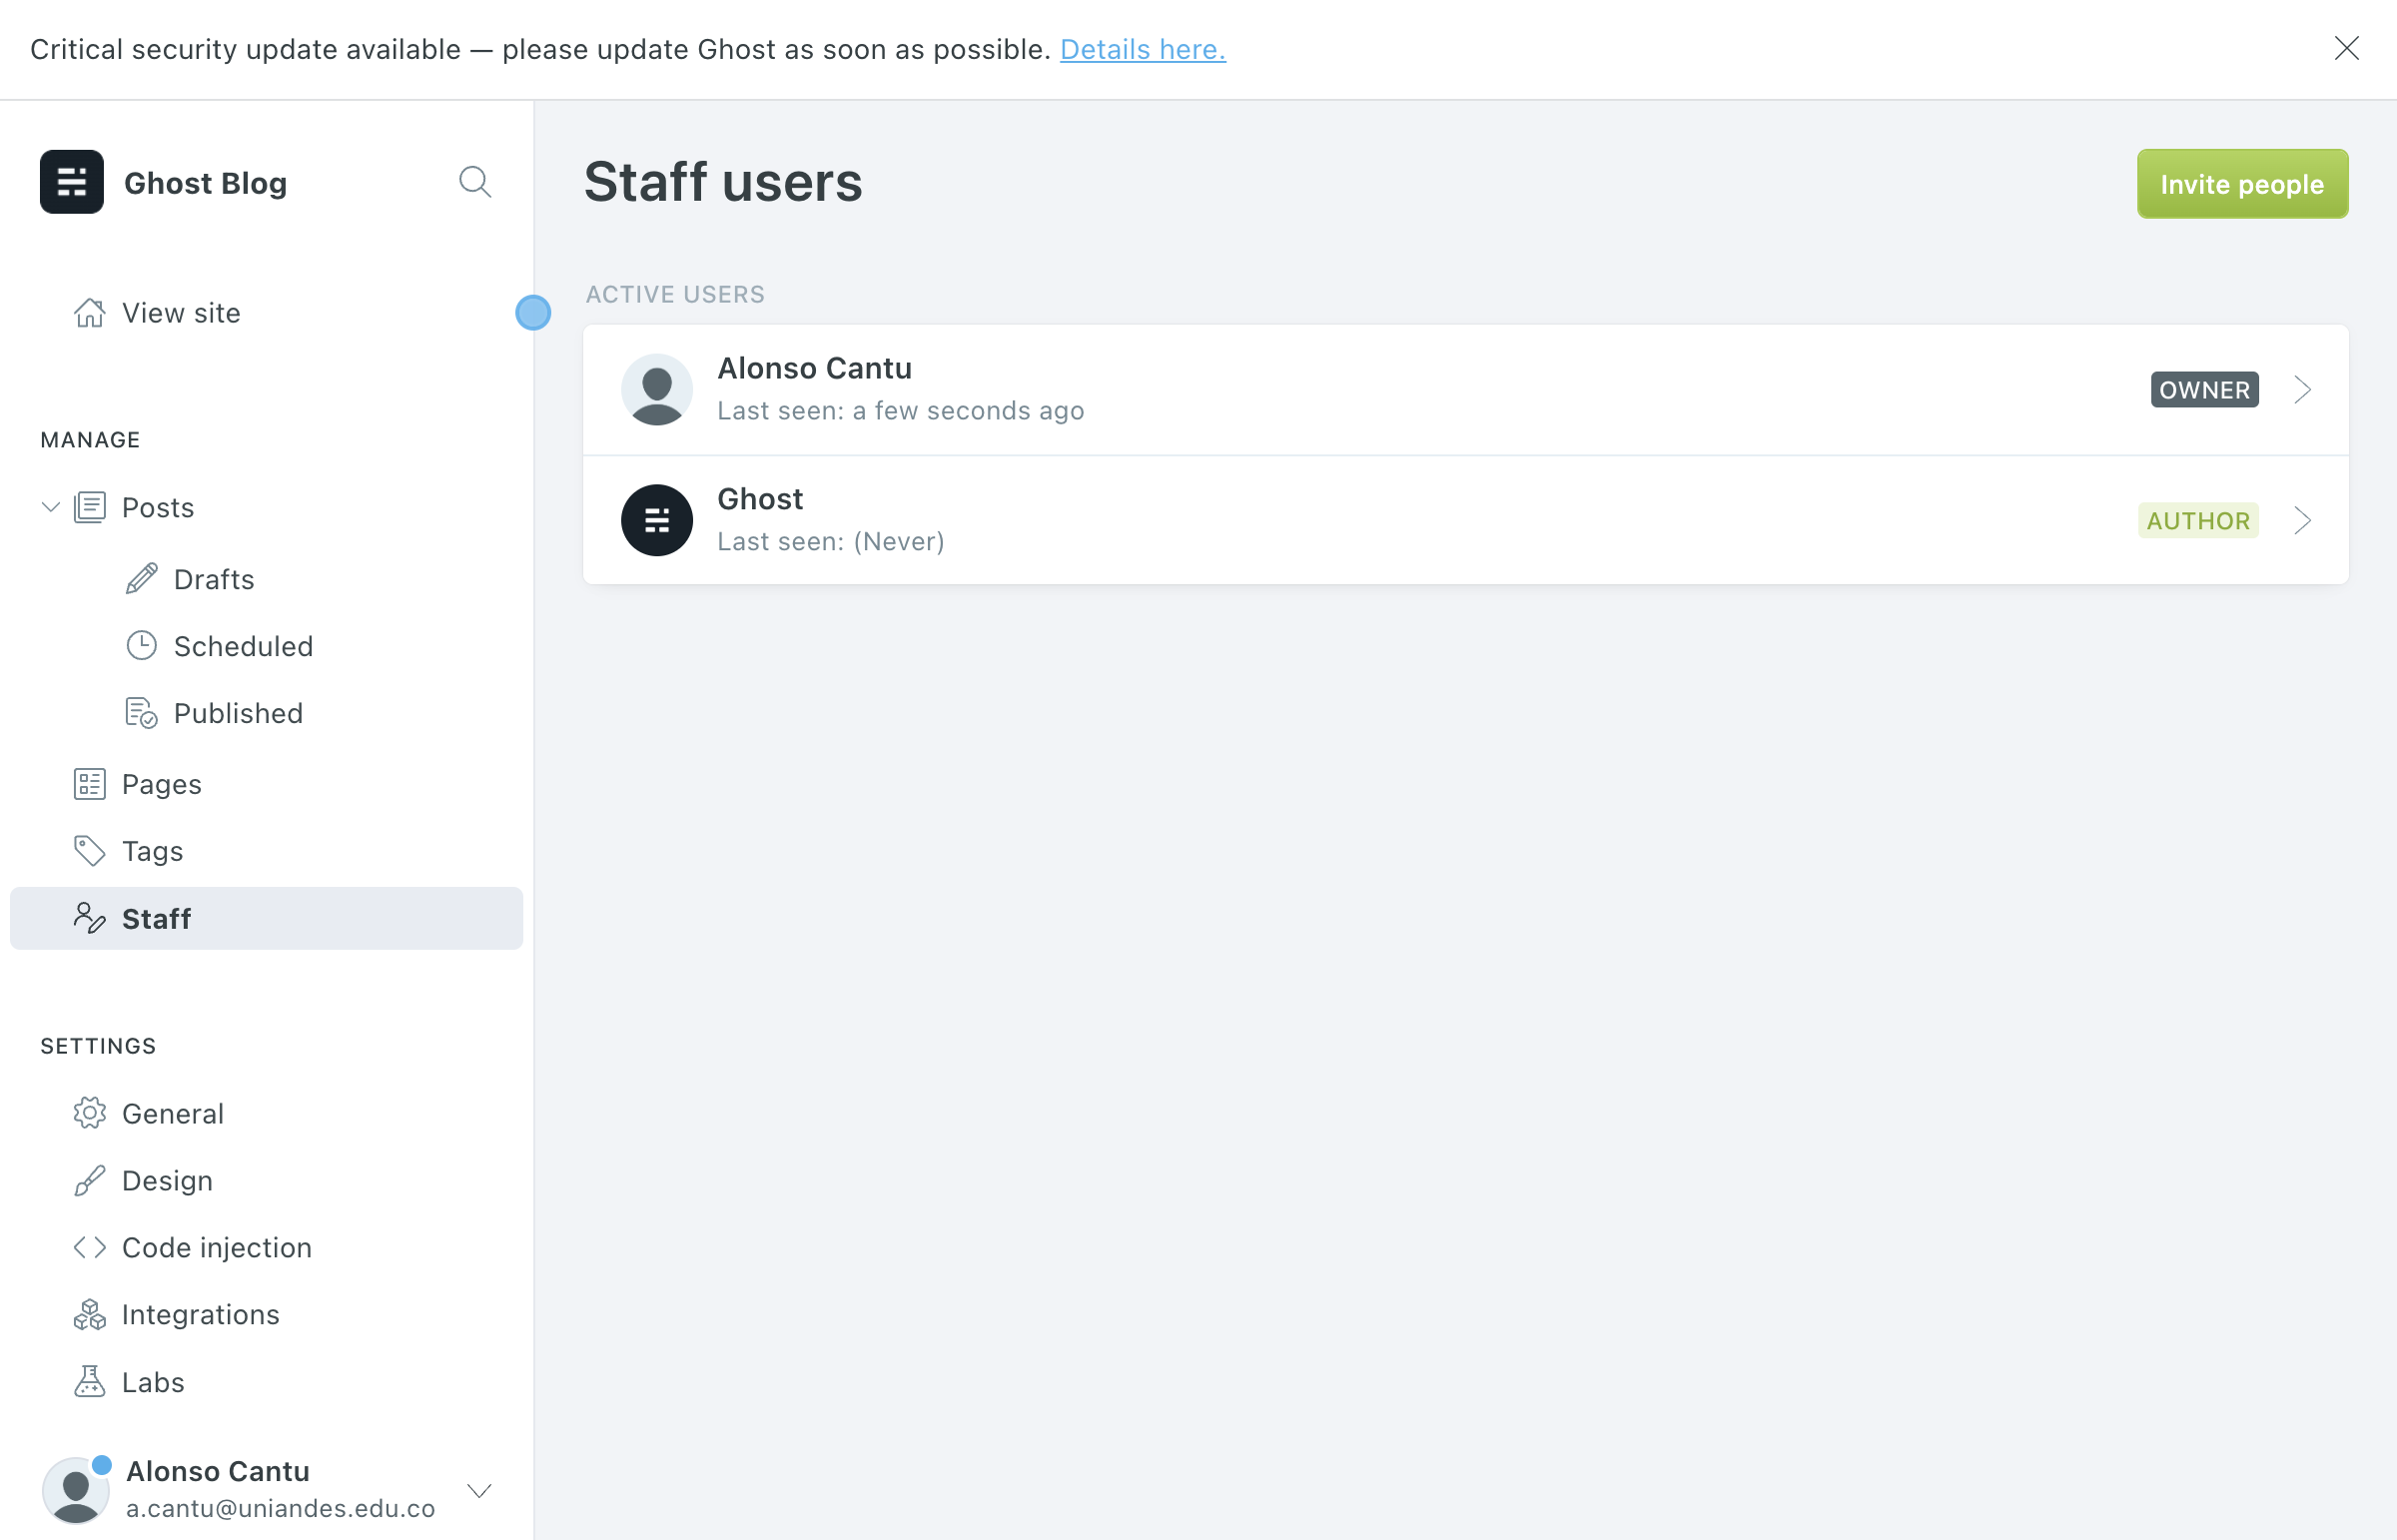 Critical security update available — please update Ghost as soon as possible. Details here.
Ghost Blog
View site
MANAGE
Posts
Drafts
Scheduled
Published
Pages
Tags
Staff
SETTINGS
General
Design
Code injection
Integrations
Labs
Alonso Cantu
a.cantu@uniandes.edu.co
Staff users
Invite people
ACTIVE USERS
Alonso Cantu
Last seen: a few seconds ago
OWNER
Ghost
Last seen: (Never)
AUTHOR